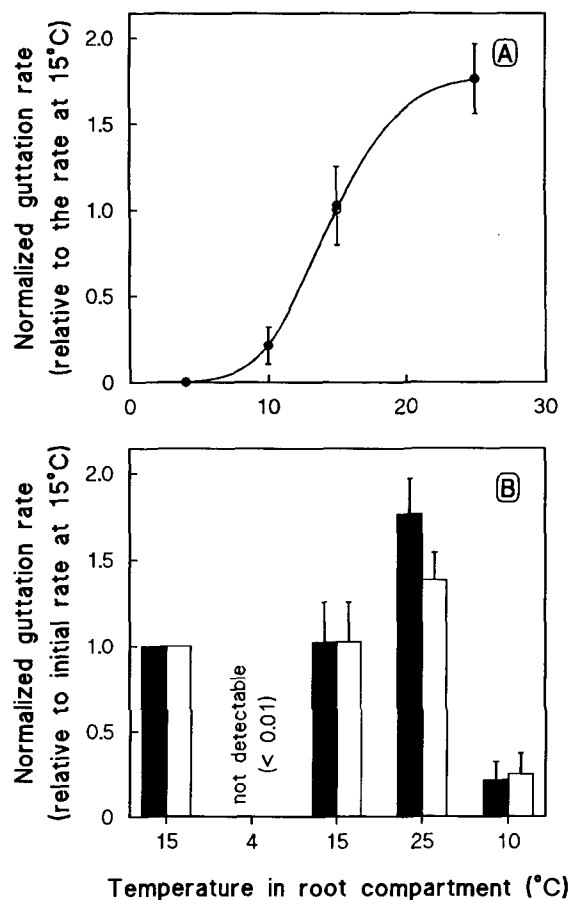 Normalized guttation rate
(relative to the rate at 15°C)
2.0
1.5
1.0
0.5
0
A
0 10 20 30
Normalized guttation rate
(relative to initial rate at 15°C)
2.0
1.5
1.0
0.5
0
B
not detectable
(< 0.01)
15 4 15 25 10
Temperature in root compartment (°C)